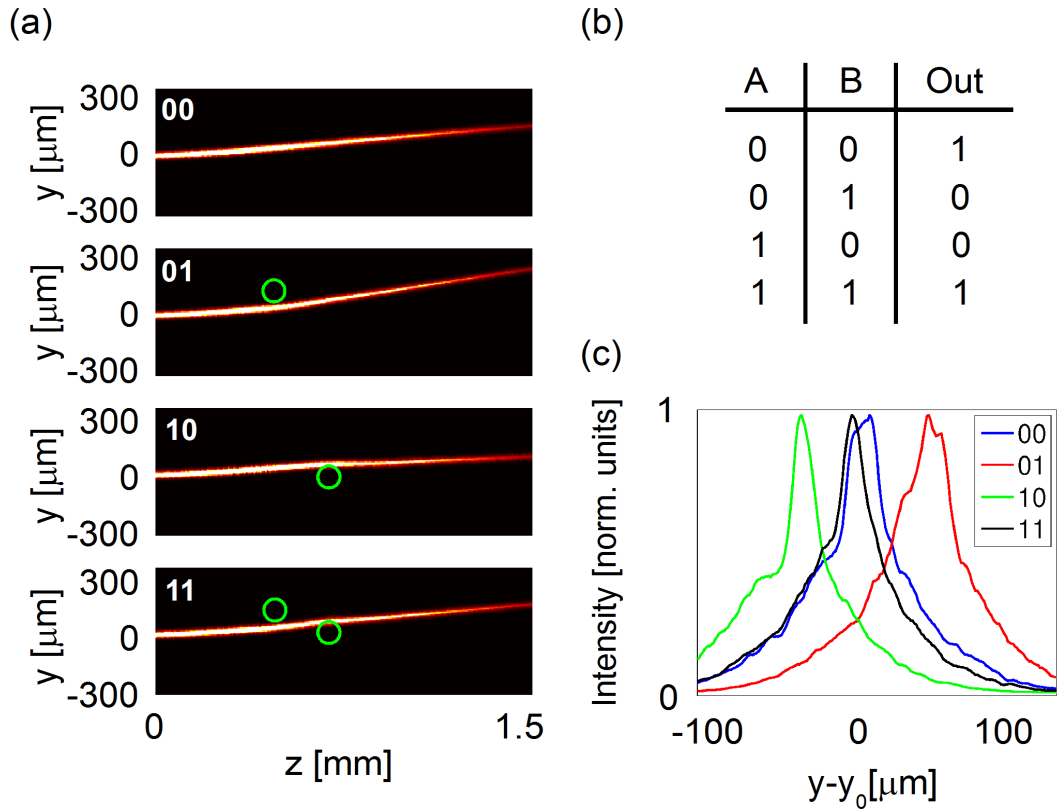 (a)
300
0
-300
y [μm]
00
300
0
-300
y [μm]
01
300
0
-300
y [μm]
10
300
0
-300
y [μm]
11
0 1.5
z [mm]
(b)
A B Out
0 0 1
0 1 0
1 0 0
1 1 1
(c)
Intensity [norm. units]
1
0
00
01
10
11
-100 0 100
y-y₀[μm]